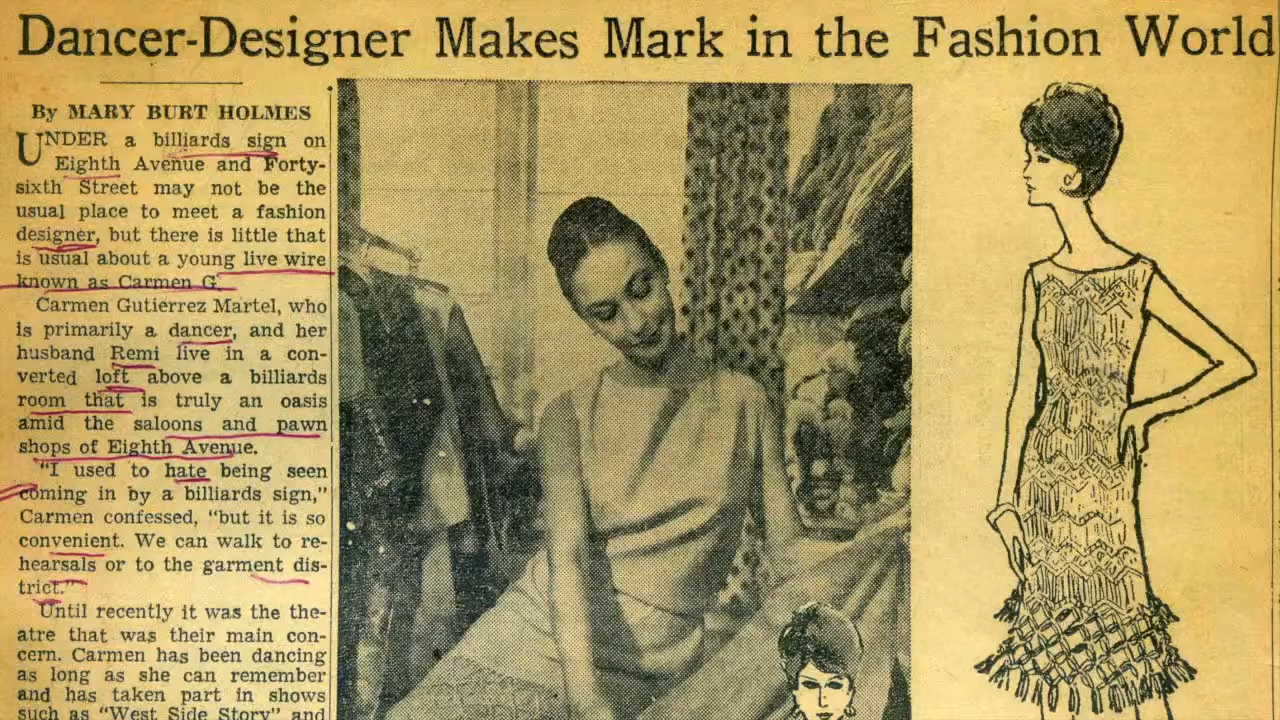 Dancer-Designer Makes Mark in the Fashion World
By MARY BURT HOLMES
UNDER a billiards sign on
Eighth Avenue and Forty-
sixth Street may not be the
usual place to meet a fashion
designer, but there is little that
is usual about a young live wire
known as Carmen G.
Carmen Gutierrez Martel, who
is primarily a dancer, and her
husband Remi live in a con-
verted loft above a billiards
room that is truly an oasis
amid the saloons and pawn
shops of Eighth Avenue.
"I used to hate being seen
coming in by a billiards sign,"
Carmen confessed, "but it is so
convenient. We can walk to re-
hearsals or to the garment dis-
trict."
Until recently it was the the-
atre that was their main con-
cern. Carmen has been dancing
as long as she can remember
and has taken part in shows
such as "West Side Story" and